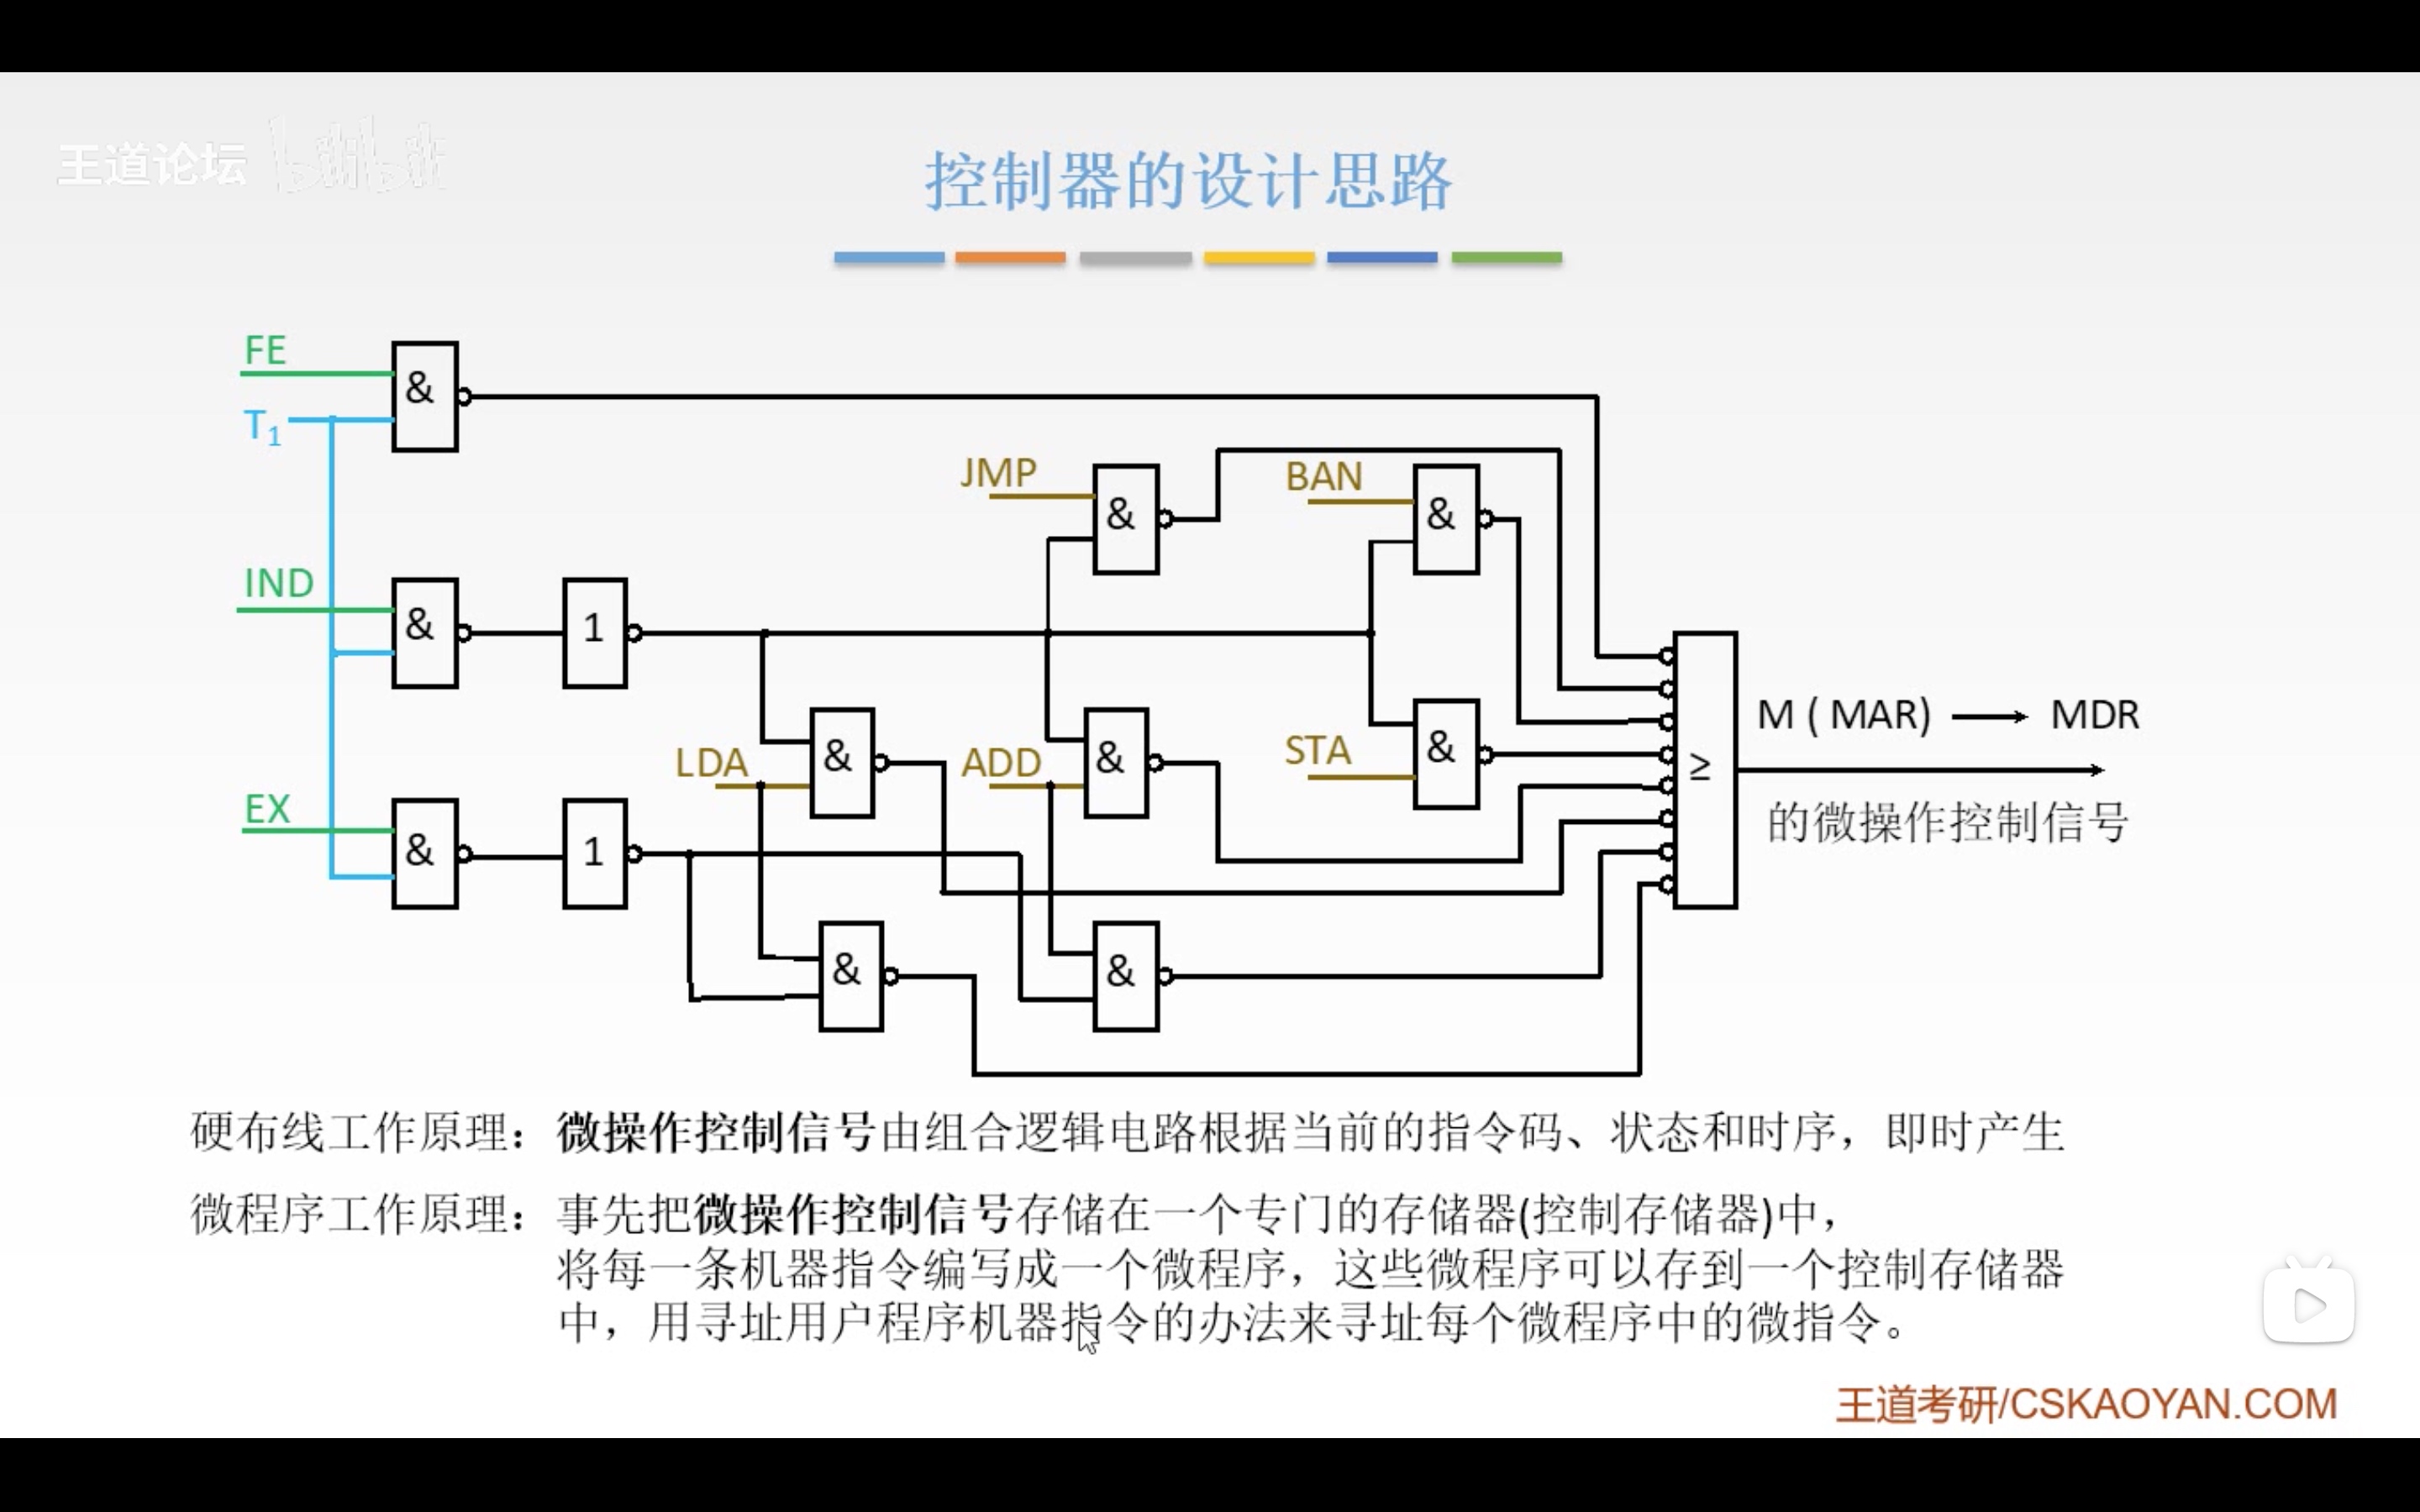 王道论坛 bilibili
控制器的设计思路
FE
&
T₁
JMP
&
BAN
&
IND
&
1
M ( MAR) → MDR
LDA
&
ADD
&
STA
&
≥
的微操作控制信号
EX
&
1
&
&
硬布线工作原理：微操作控制信号由组合逻辑电路根据当前的指令码、状态和时序，即时产生
微程序工作原理：事先把微操作控制信号存储在一个专门的存储器(控制存储器)中，
将每一条机器指令编写成一个微程序，这些微程序可以存到一个控制存储器
中，用寻址用户程序机器指令的办法来寻址每个微程序中的微指令。
王道考研/CSKAOYAN.COM